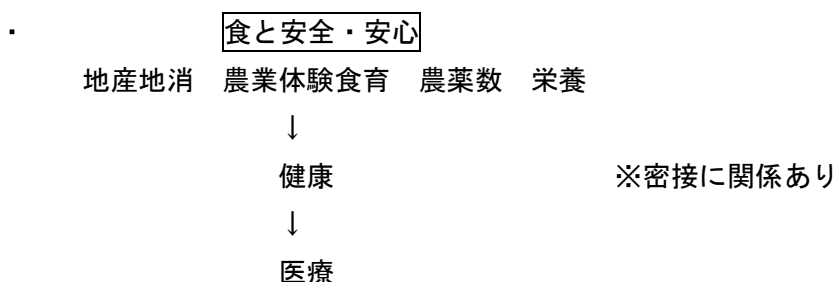 ・ 食と安全・安心
地産地消 農業体験食育 農薬数 栄養
↓
健康 ※密接に関係あり
↓
医療